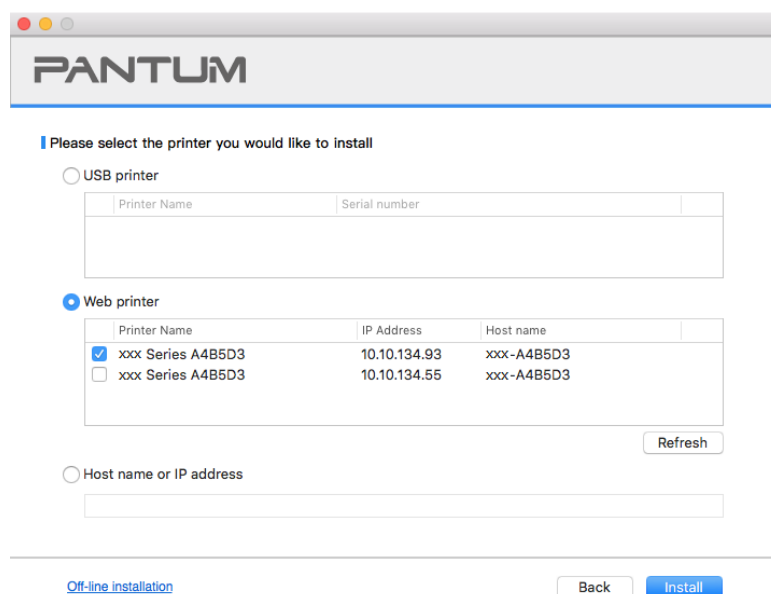 PANTUM
Please select the printer you would like to install
USB printer
Printer Name Serial number
Web printer
Printer Name IP Address Host name
xxx Series A4B5D3 10.10.134.93 xxx-A4B5D3
xxx Series A4B5D3 10.10.134.55 xxx-A4B5D3
Refresh
Host name or IP address
Off-line installation Back Install